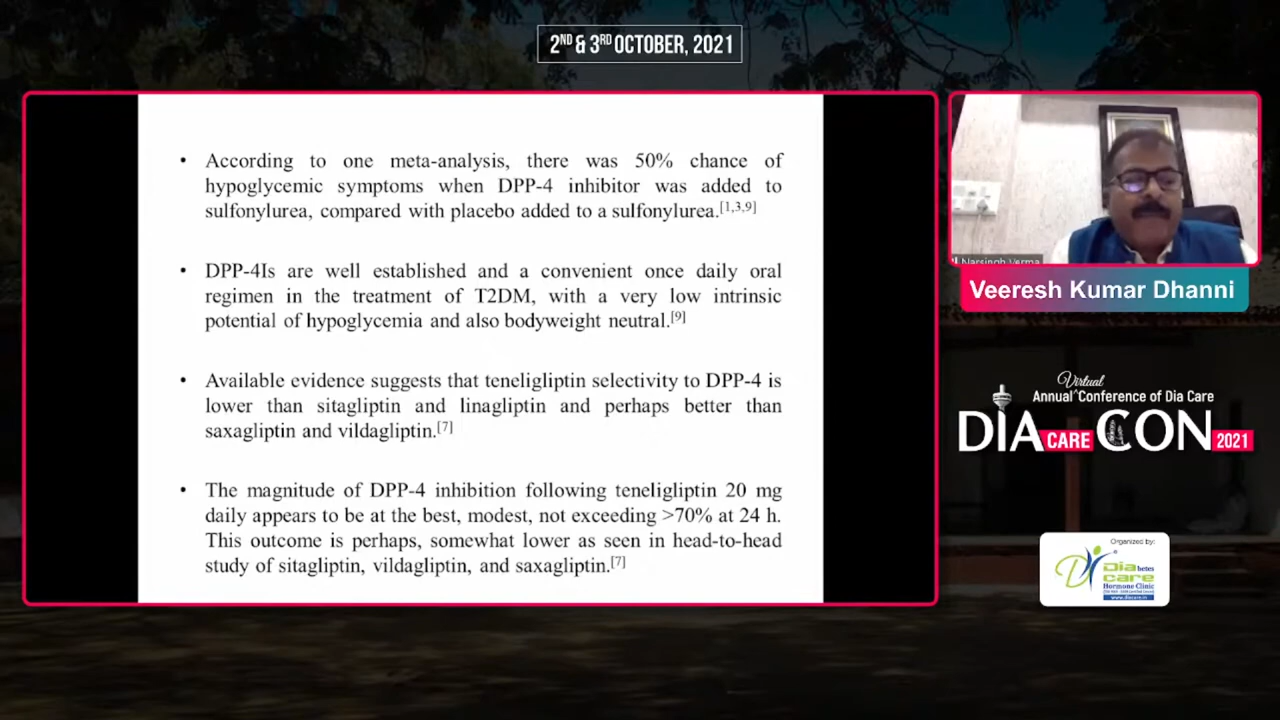 2ND & 3RD OCTOBER, 2021
• According to one meta-analysis, there was 50% chance of
hypoglycemic symptoms when DPP-4 inhibitor was added to
sulfonylurea, compared with placebo added to a sulfonylurea.[1,3,9]
• DPP-4Is are well established and a convenient once daily oral
regimen in the treatment of T2DM, with a very low intrinsic
potential of hypoglycemia and also bodyweight neutral.[9]
• Available evidence suggests that teneligliptin selectivity to DPP-4 is
lower than sitagliptin and linagliptin and perhaps better than
saxagliptin and vildagliptin.[7]
• The magnitude of DPP-4 inhibition following teneligliptin 20 mg
daily appears to be at the best, modest, not exceeding >70% at 24 h.
This outcome is perhaps, somewhat lower as seen in head-to-head
study of sitagliptin, vildagliptin, and saxagliptin.[7]
Narsingh Verma
Veeresh Kumar Dhanni
Virtual
Annual ^ Conference of Dia Care
DIA CARE CON 2021
Organized by:
Diabetes
care
Hormone Clinic